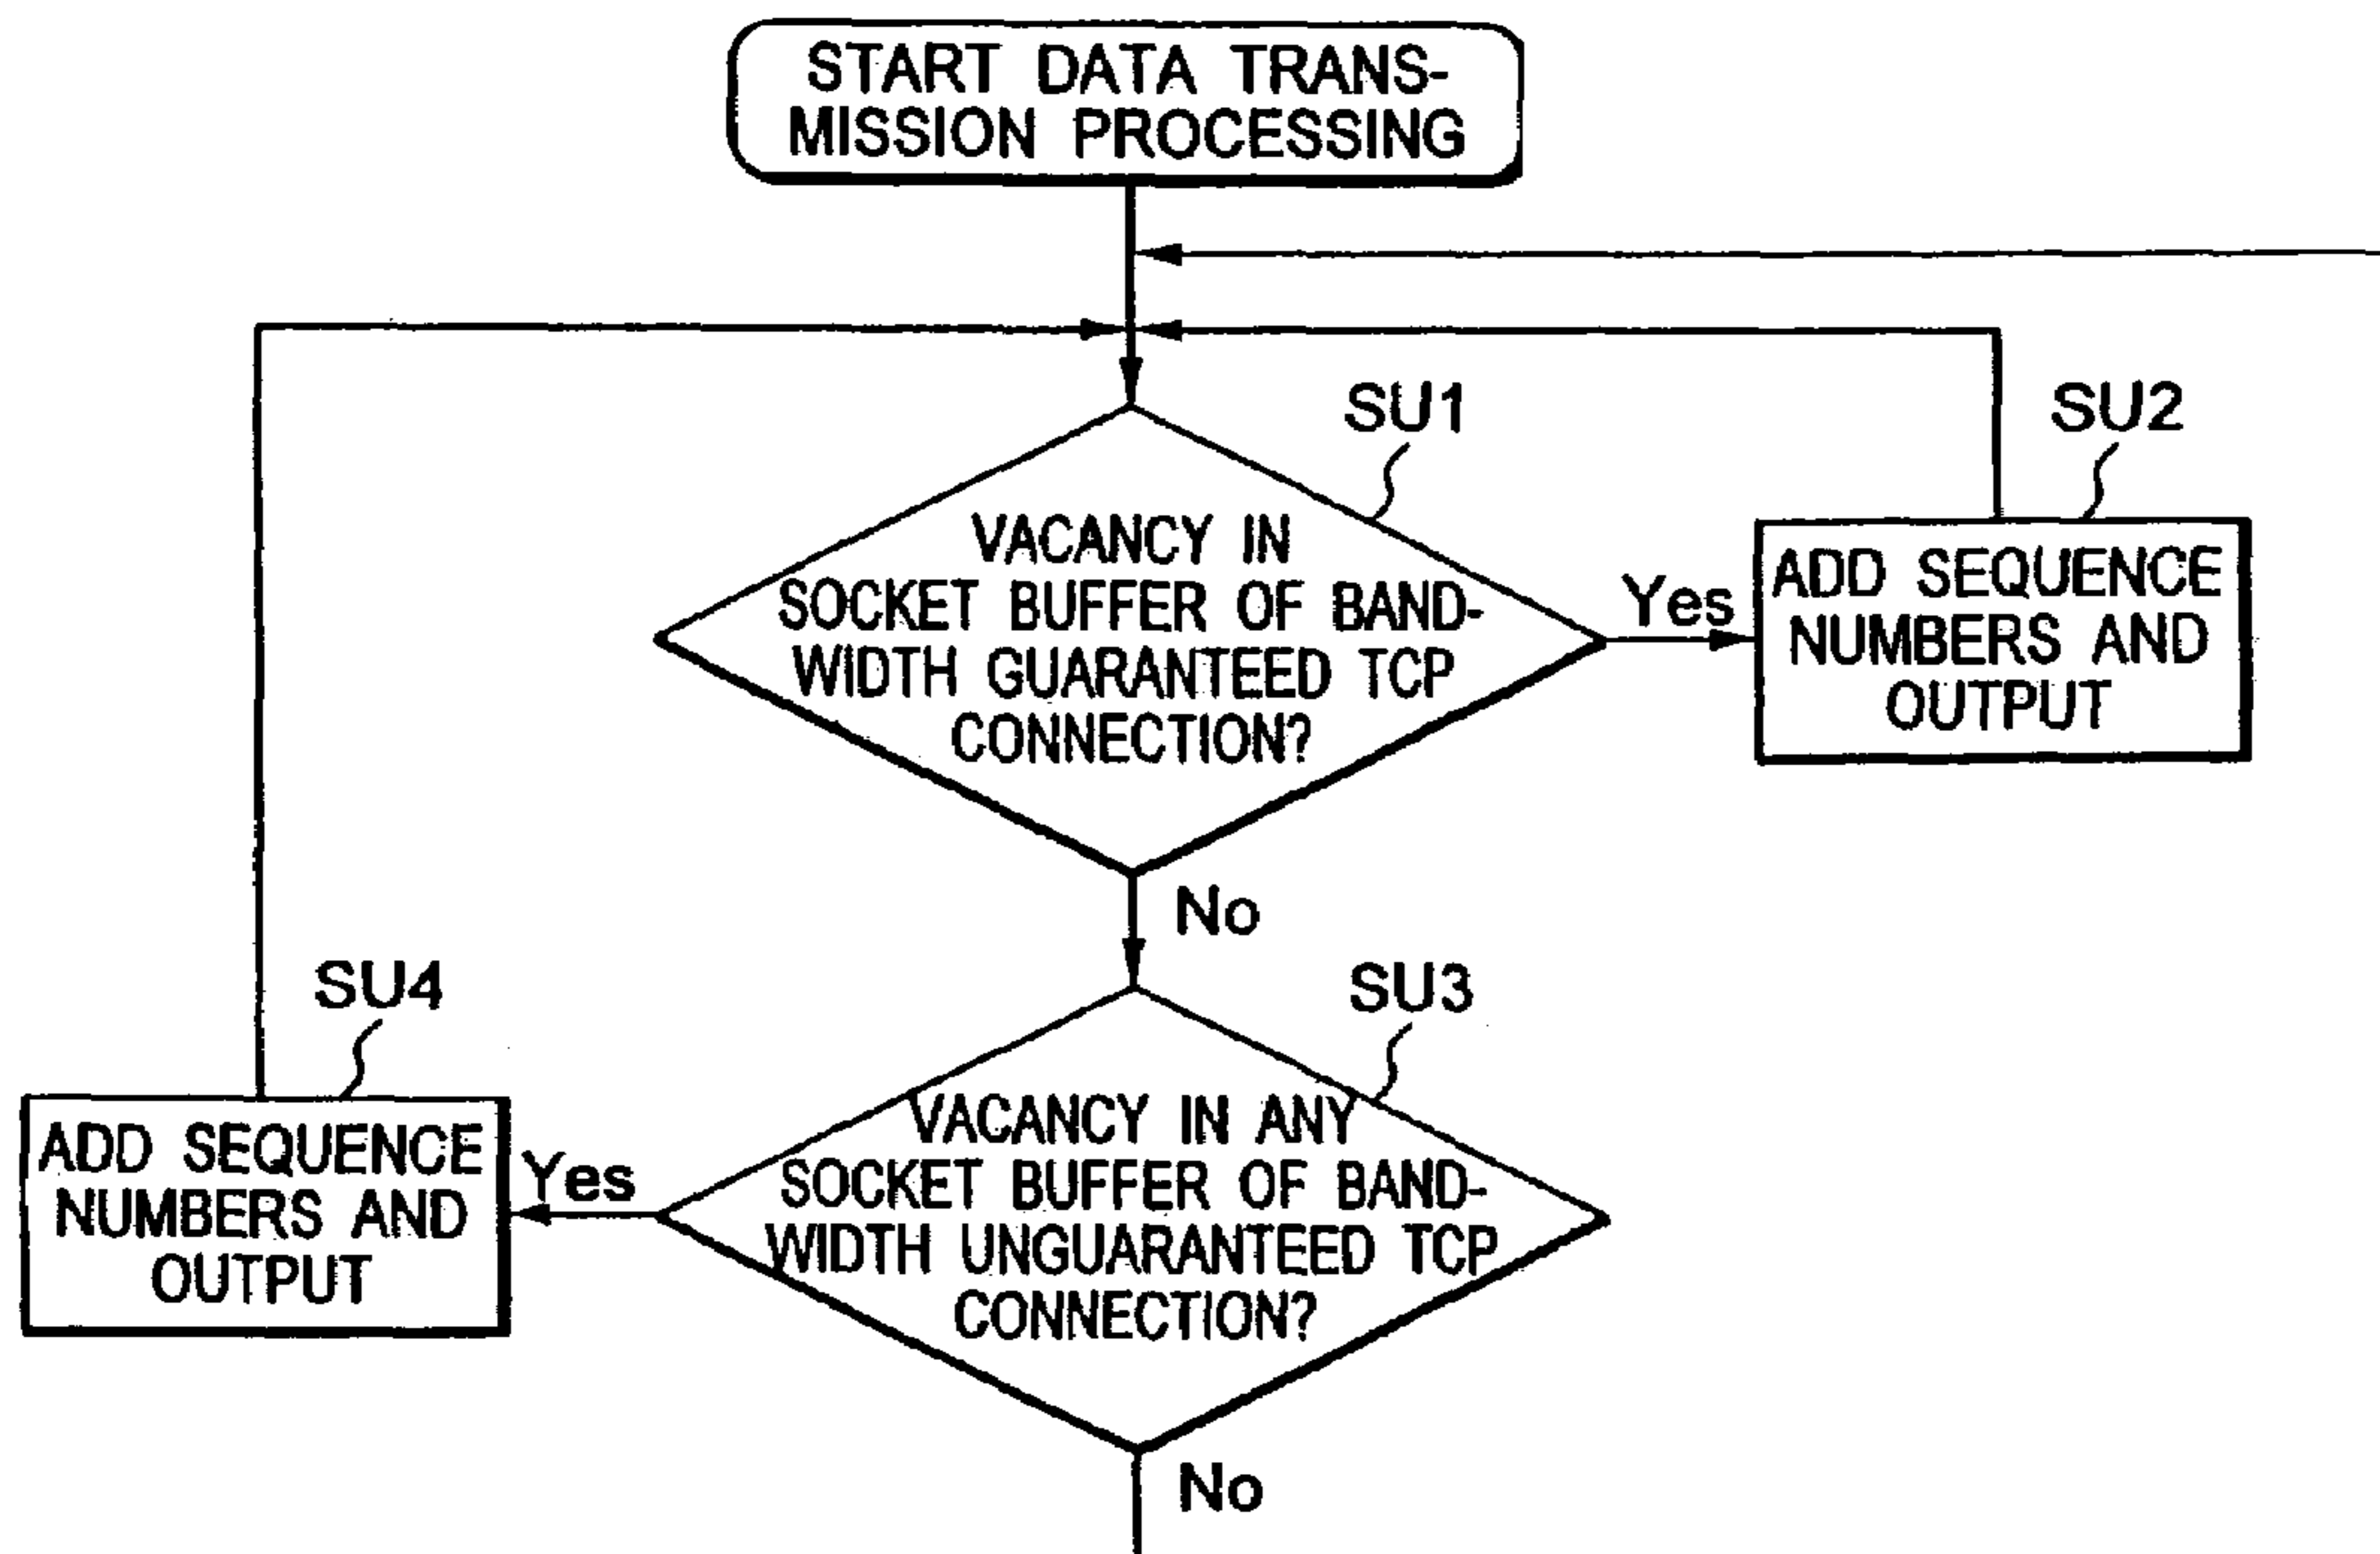 START DATA TRANS-
MISSION PROCESSING
SU1
VACANCY IN
SOCKET BUFFER OF BAND-
WIDTH GUARANTEED TCP
CONNECTION?
Yes
SU2
ADD SEQUENCE
NUMBERS AND
OUTPUT
No
SU3
VACANCY IN ANY
SOCKET BUFFER OF BAND-
WIDTH UNGUARANTEED TCP
CONNECTION?
Yes
SU4
ADD SEQUENCE
NUMBERS AND
OUTPUT
No